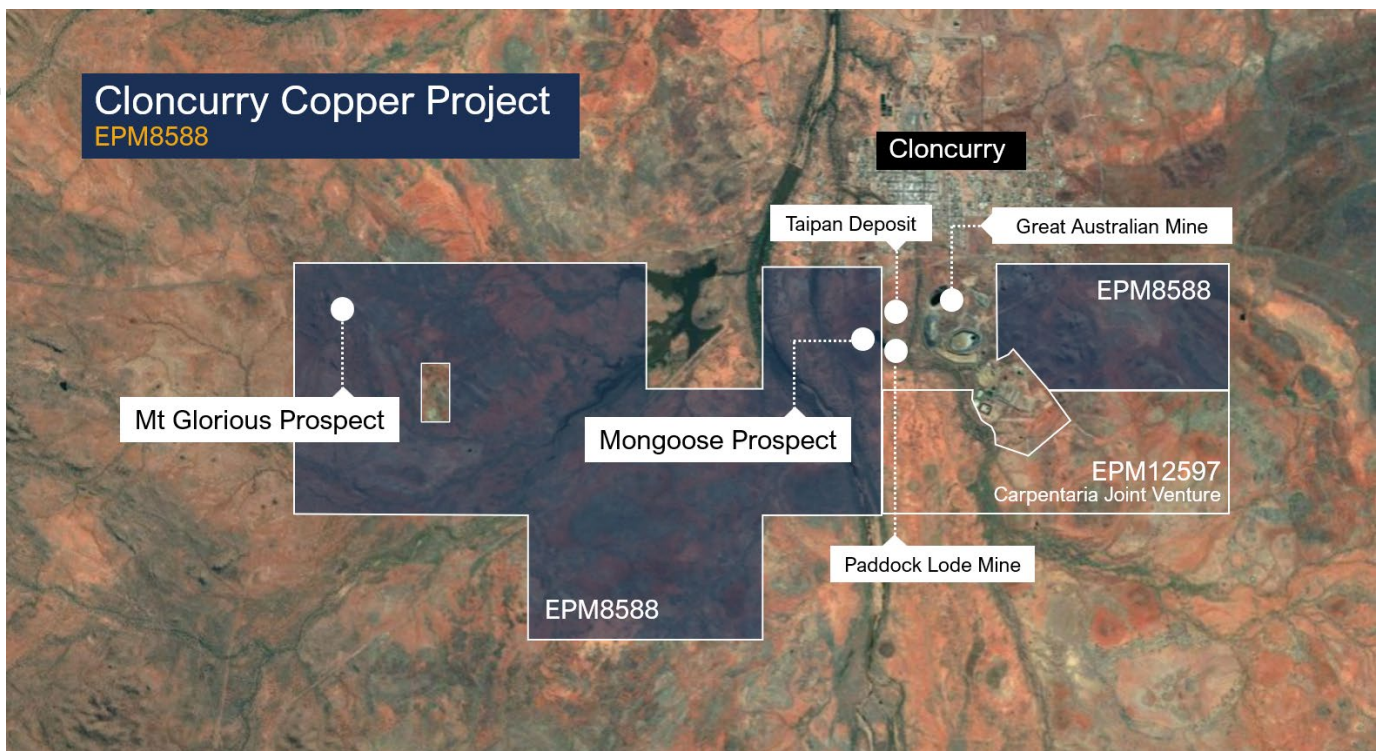 Cloncurry Copper Project
EPM8588
Cloncurry
Taipan Deposit
Great Australian Mine
EPM8588
Mt Glorious Prospect
Mongoose Prospect
EPM12597
Carpentaria Joint Venture
Paddock Lode Mine
EPM8588